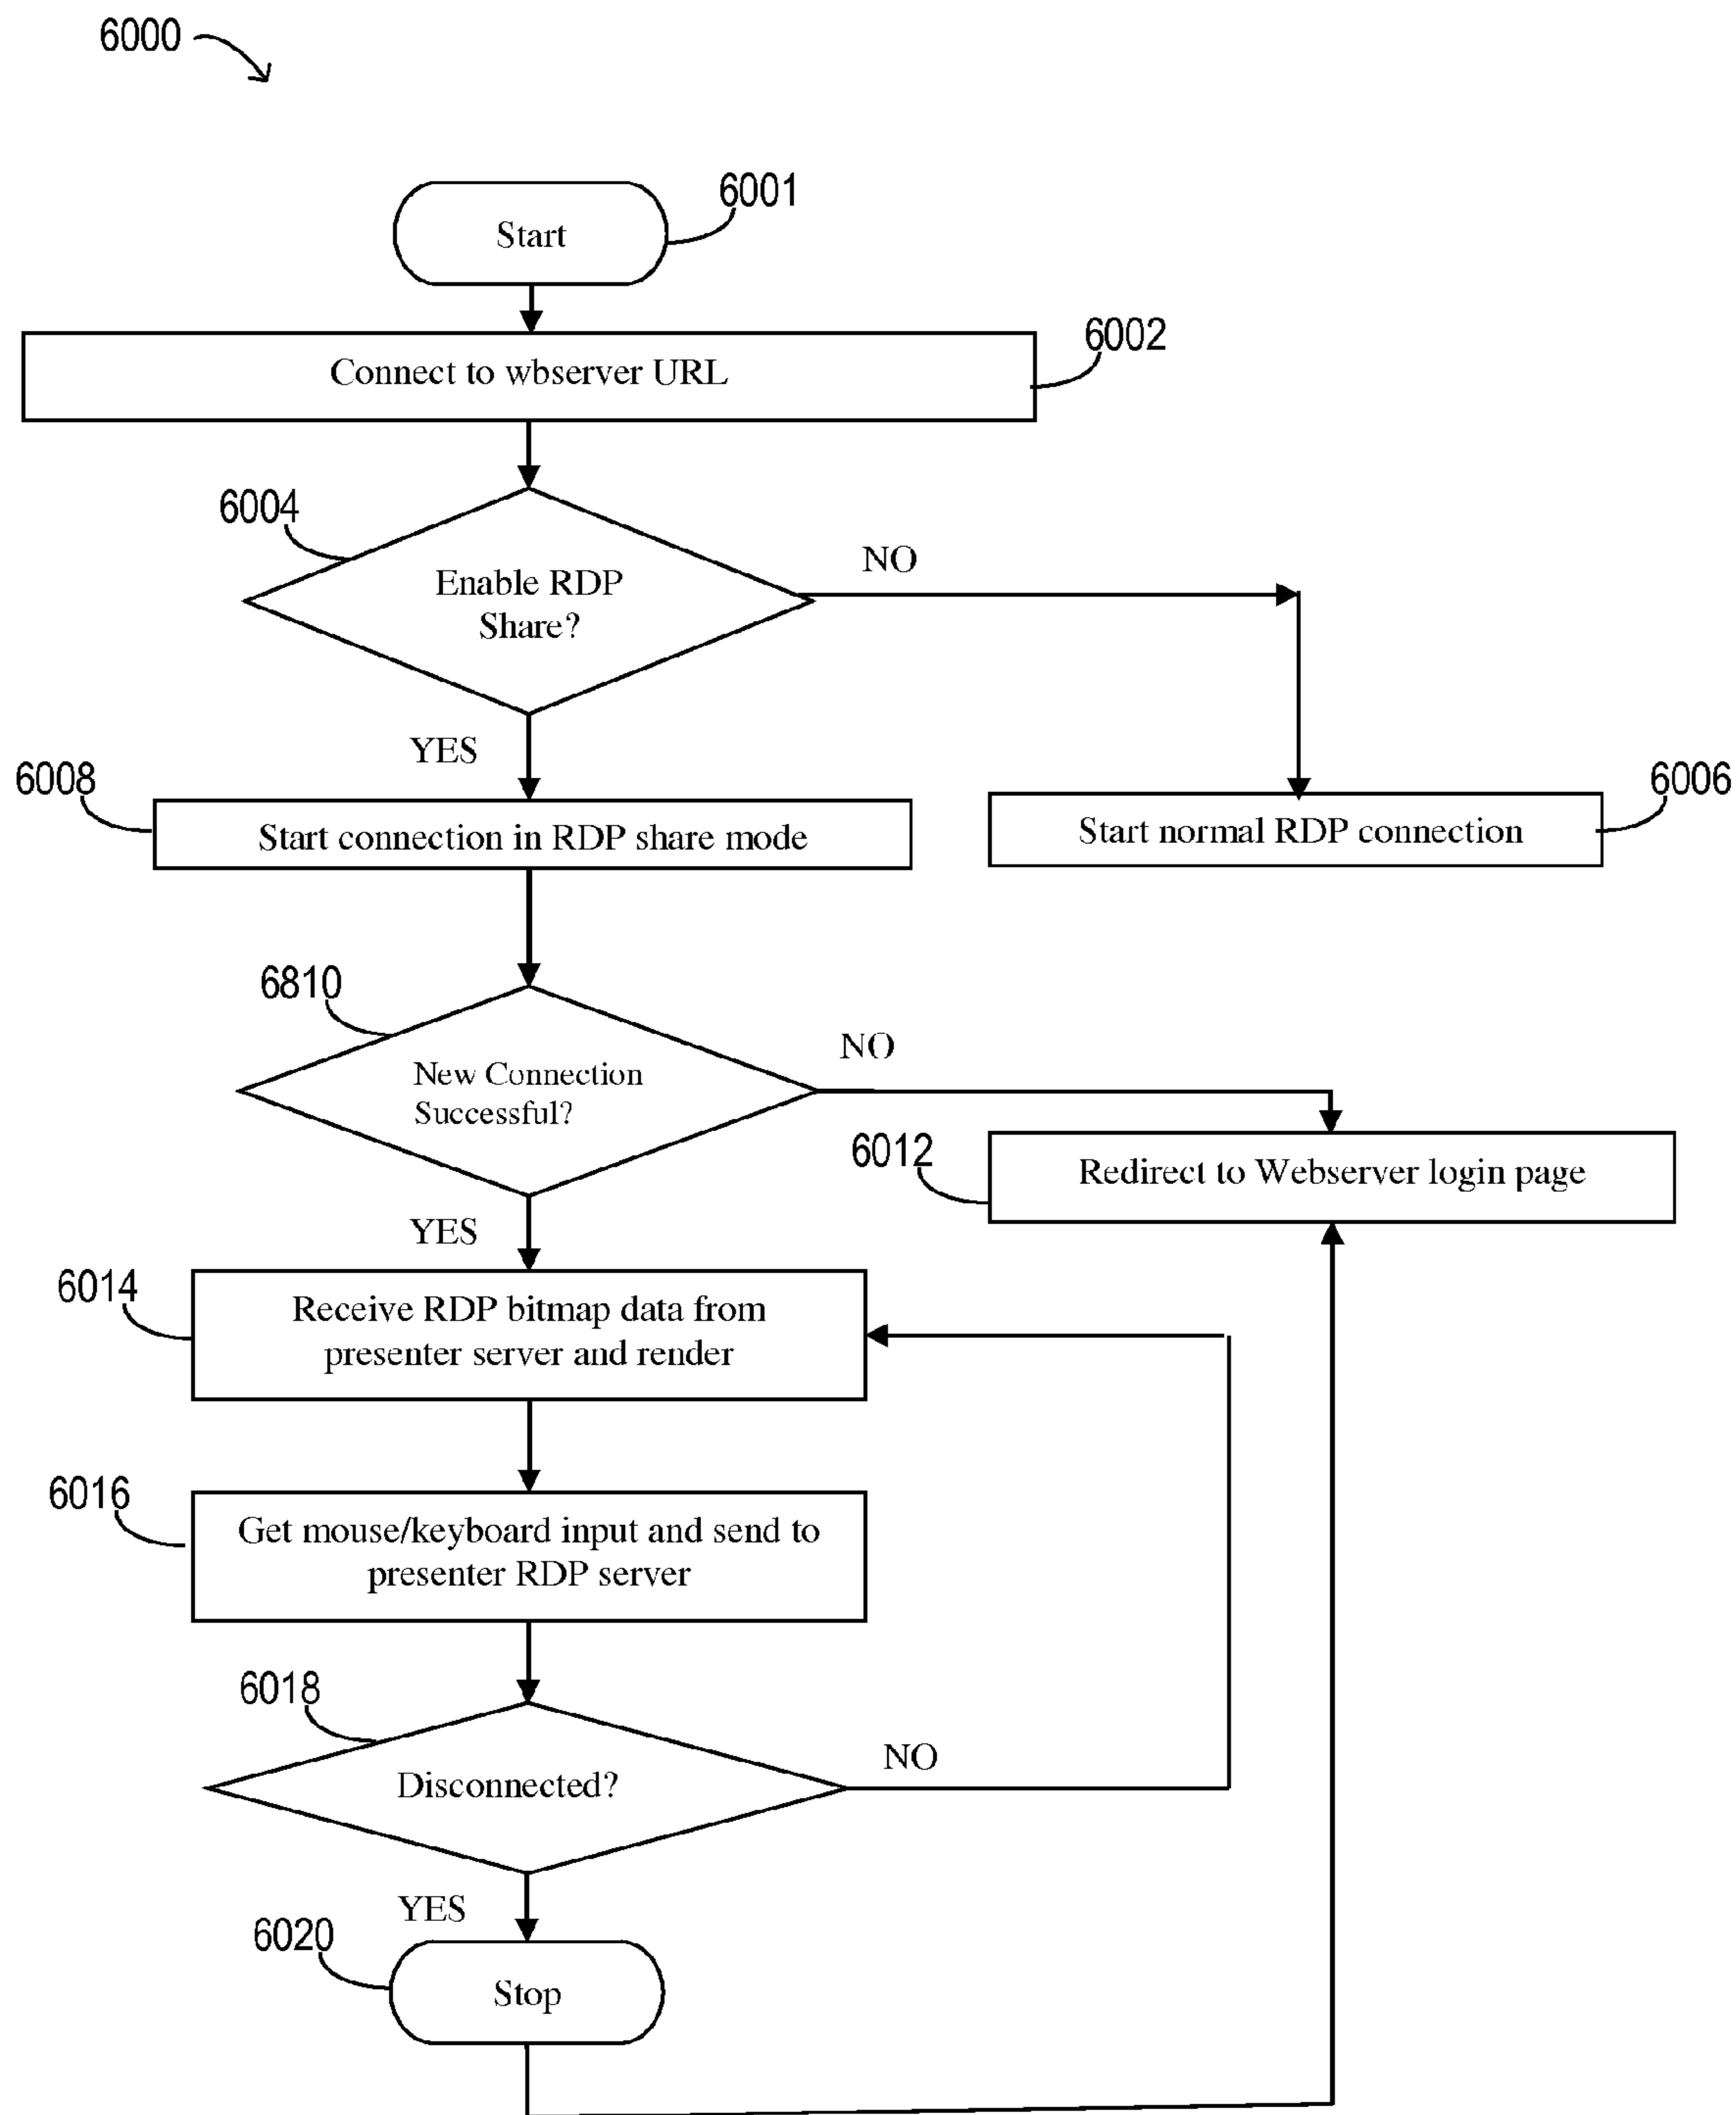 6000
6001
Start
6002
Connect to wbserver URL
6004
Enable RDP
Share?
NO
YES
6008
Start connection in RDP share mode
6006
Start normal RDP connection
6810
New Connection
Successful?
NO
YES
6012
Redirect to Webserver login page
6014
Receive RDP bitmap data from
presenter server and render
6016
Get mouse/keyboard input and send to
presenter RDP server
6018
Disconnected?
NO
YES
6020
Stop